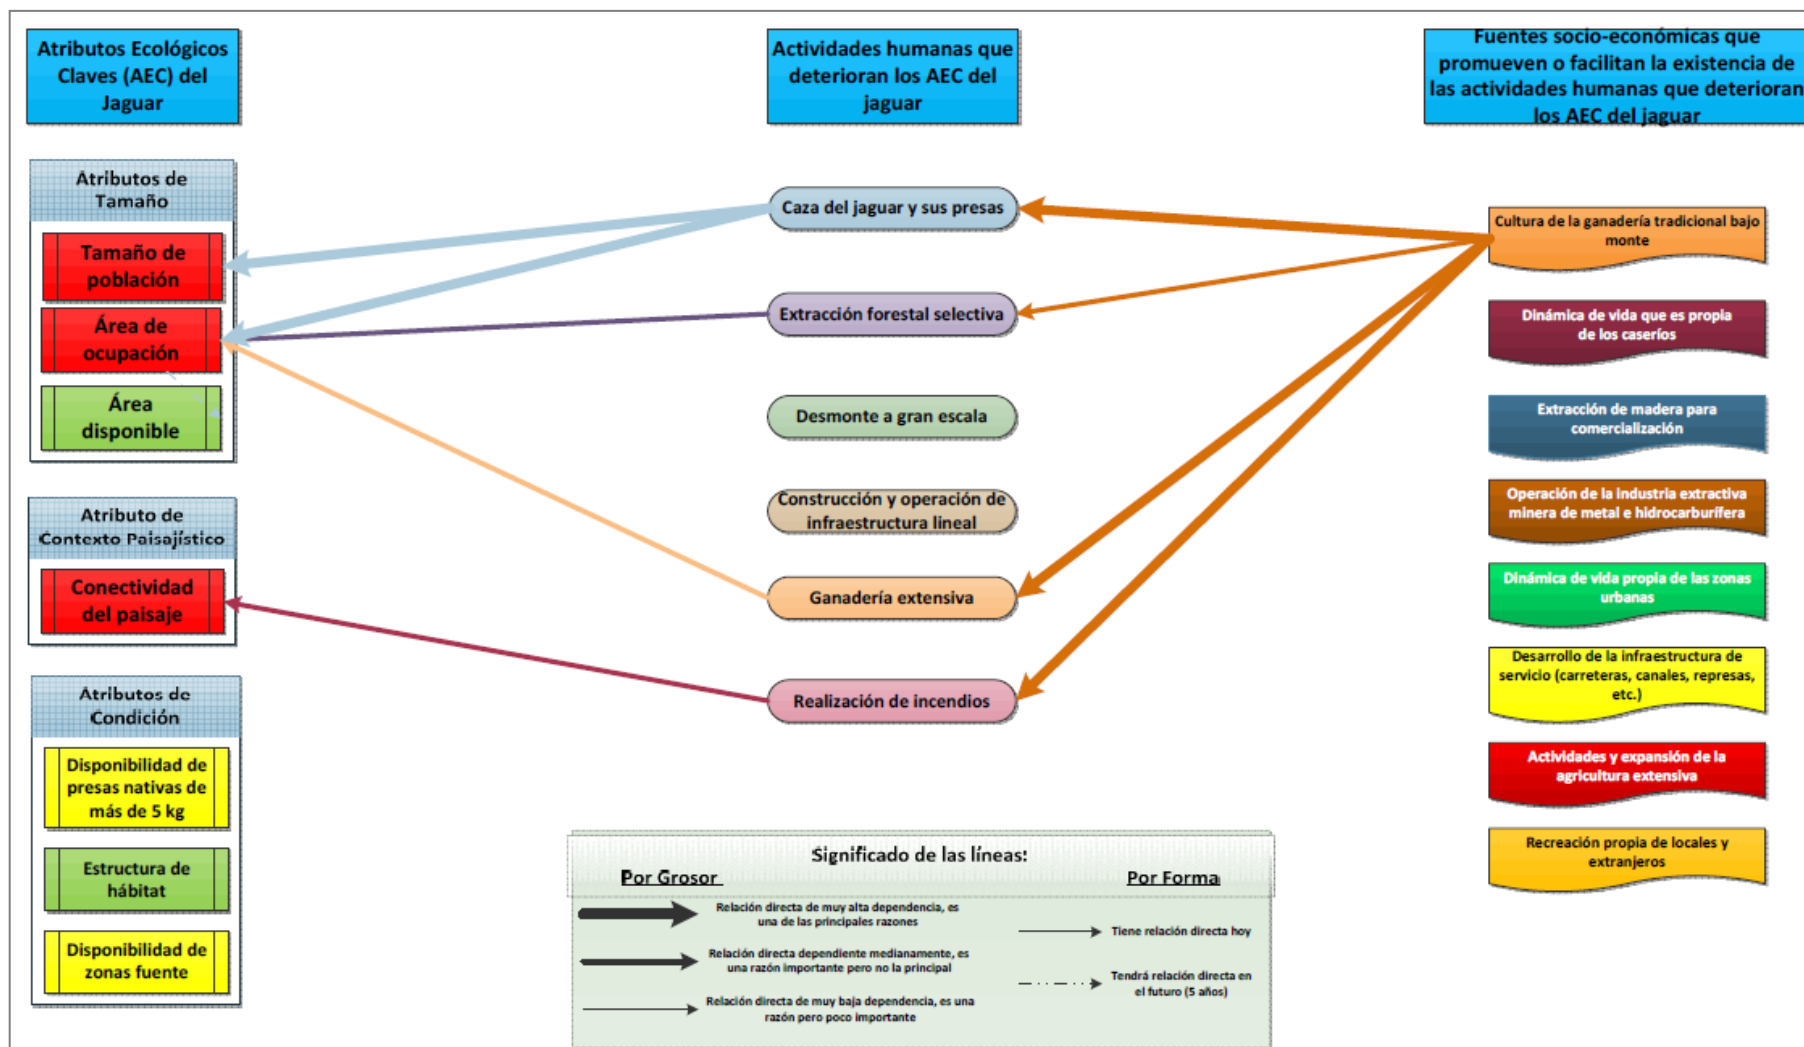 Atributos Ecológicos
Claves (AEC) del
Jaguar
Actividades humanas que
deterioran los AEC del
jaguar
Fuentes socio-económicas que
promueven o facilitan la existencia de
las actividades humanas que deterioran
los AEC del jaguar
Atributos de
Tamaño
Tamaño de
población
Área de
ocupación
Área
disponible
Atributo de
Contexto Paisajístico
Conectividad
del paisaje
Atributos de
Condición
Disponibilidad de
presas nativas de
más de 5 kg
Estructura de
hábitat
Disponibilidad de
zonas fuente
Caza del jaguar y sus presas
Extracción forestal selectiva
Desmonte a gran escala
Construcción y operación de
infraestructura lineal
Ganadería extensiva
Realización de incendios
Cultura de la ganadería tradicional bajo
monte
Dinámica de vida que es propia
de los caseríos
Extracción de madera para
comercialización
Operación de la industria extractiva
minera de metal e hidrocarburífera
Dinámica de vida propia de las zonas
urbanas
Desarrollo de la infraestructura de
servicio (carreteras, canales, represas,
etc.)
Actividades y expansión de la
agricultura extensiva
Recreación propia de locales y
extranjeros
Significado de las líneas:
Por Grosor
Relación directa de muy alta dependencia, es
una de las principales razones
Relación directa dependiente medianamente, es
una razón importante pero no la principal
Relación directa de muy baja dependencia, es una
razón pero poco importante
Por Forma
Tiene relación directa hoy
Tendrá relación directa en
el futuro (5 años)